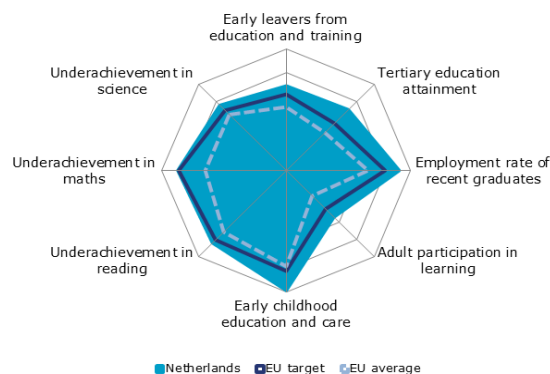 Early leavers from
education and training
Underachievement in
science
Tertiary education
attainment
Underachievement in
maths
Employment rate of
recent graduates
Underachievement in
reading
Adult participation in
learning
Early childhood
education and care
Netherlands EU target EU average